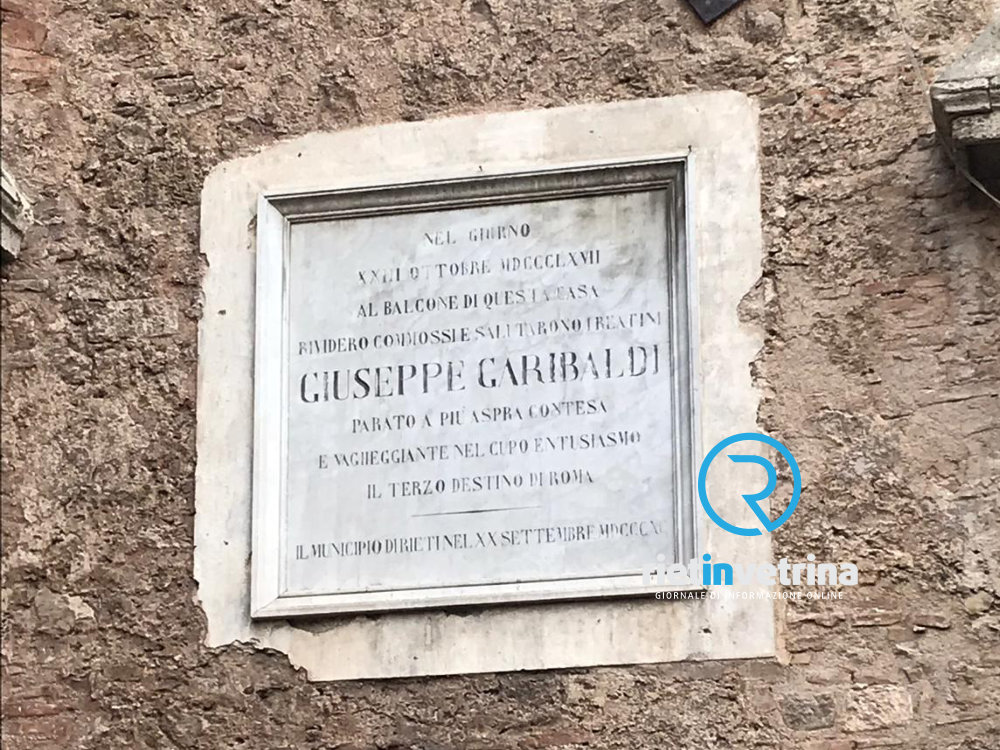 NEL GIORNO
XXIII OTTOBRE MDCCCLXVII
AL BALCONE DI QUESTA CASA
RIVIDERO COMMOSSI E SALUTARONO I REATINI
GIUSEPPE GARIBALDI
PARATO A PIU' ASPRA CONTESA
E VAGHEGGIANTE NEL CUPO ENTUSIASMO
IL TERZO DESTINO DI ROMA
IL MUNICIPIO DI RIETI NEL XX SETTEMBRE MDCCCXC
rietinvetrina
GIORNALE DI INFORMAZIONE ONLINE